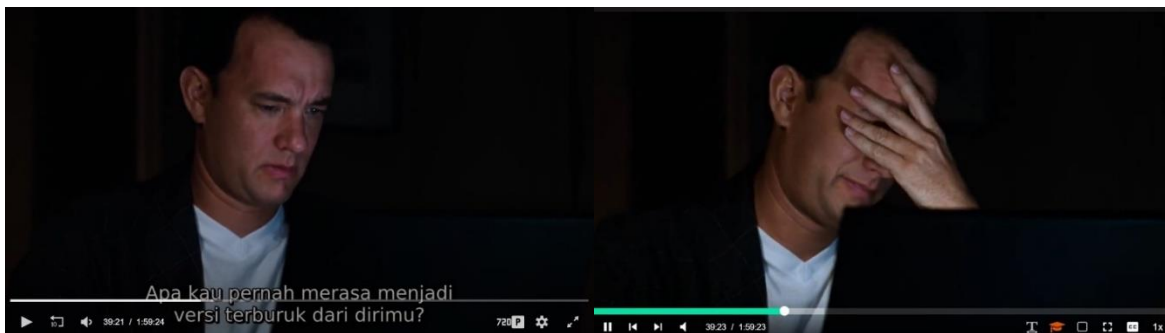 Apa kau pernah merasa menjadi
versi terburuk dari dirimu?
39:21 / 1:59:24
720P
39:23 / 1:59:23
1x